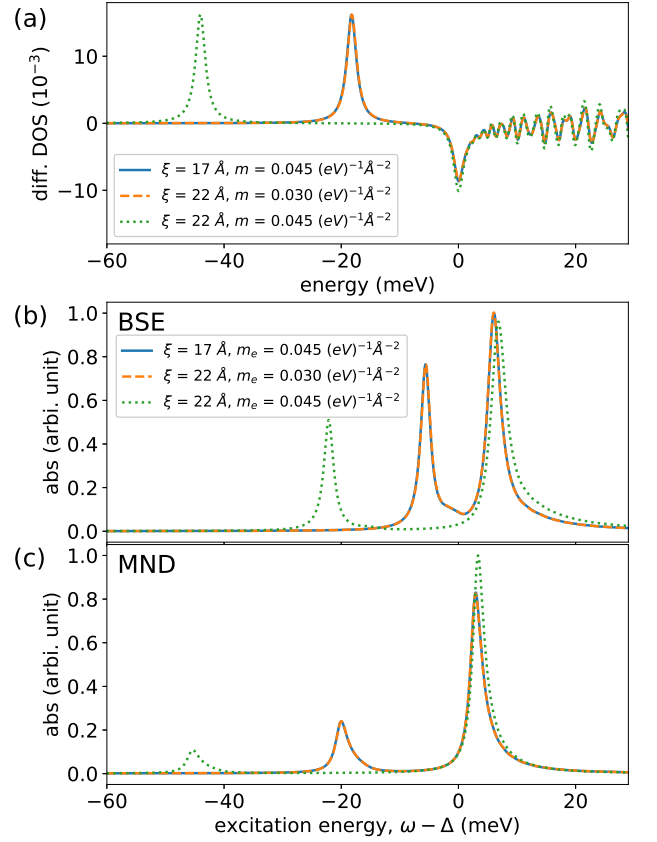 (a)
diff. DOS (10⁻³)
10
0
−10
ξ = 17 Å, m = 0.045 (eV)⁻¹Å⁻²
ξ = 22 Å, m = 0.030 (eV)⁻¹Å⁻²
ξ = 22 Å, m = 0.045 (eV)⁻¹Å⁻²
−60 −40 −20 0 20
energy (meV)
(b)
BSE
abs (arbi. unit)
1.0
0.8
0.6
0.4
0.2
0.0
ξ = 17 Å, mₑ = 0.045 (eV)⁻¹Å⁻²
ξ = 22 Å, mₑ = 0.030 (eV)⁻¹Å⁻²
ξ = 22 Å, mₑ = 0.045 (eV)⁻¹Å⁻²
(c)
MND
abs (arbi. unit)
1.0
0.8
0.6
0.4
0.2
0.0
−60 −40 −20 0 20
excitation energy, ω − Δ (meV)